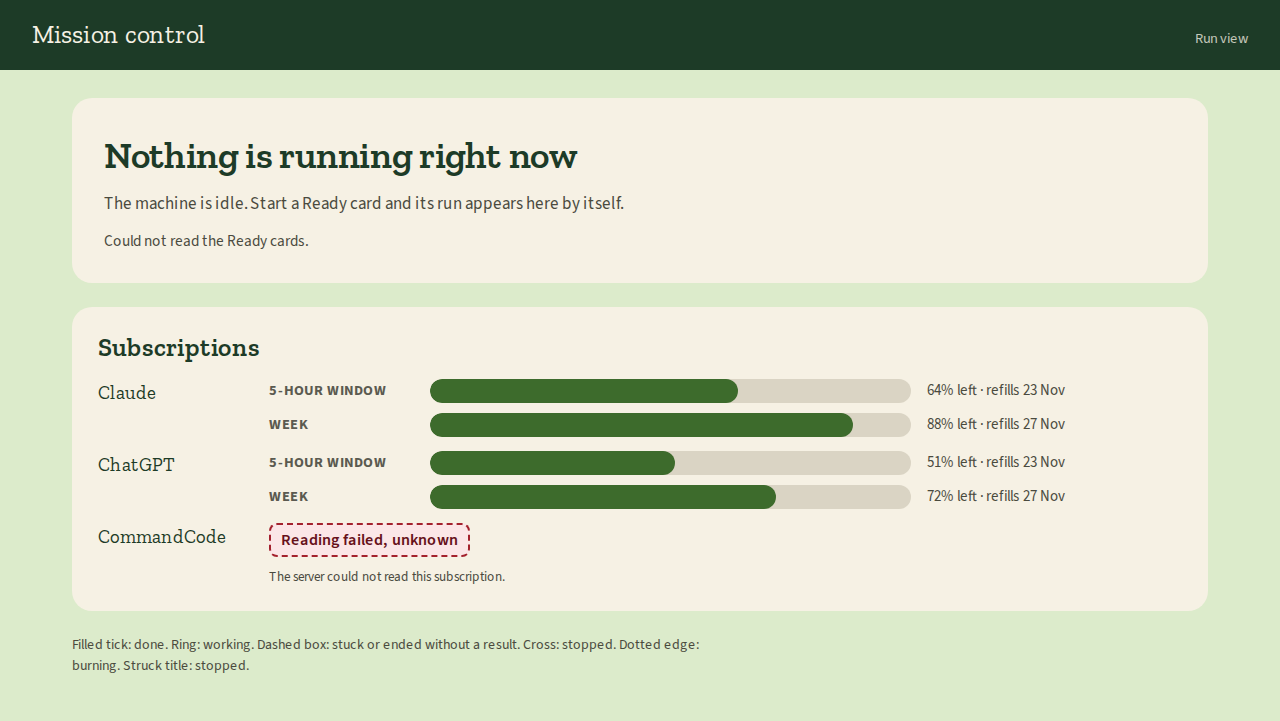 Mission control
Run view
Nothing is running right now
The machine is idle. Start a Ready card and its run appears here by itself.
Could not read the Ready cards.
Subscriptions
Claude
5-HOUR WINDOW
64% left · refills 23 Nov
WEEK
88% left · refills 27 Nov
ChatGPT
5-HOUR WINDOW
51% left · refills 23 Nov
WEEK
72% left · refills 27 Nov
CommandCode
Reading failed, unknown
The server could not read this subscription.
Filled tick: done. Ring: working. Dashed box: stuck or ended without a result. Cross: stopped. Dotted edge:
burning. Struck title: stopped.